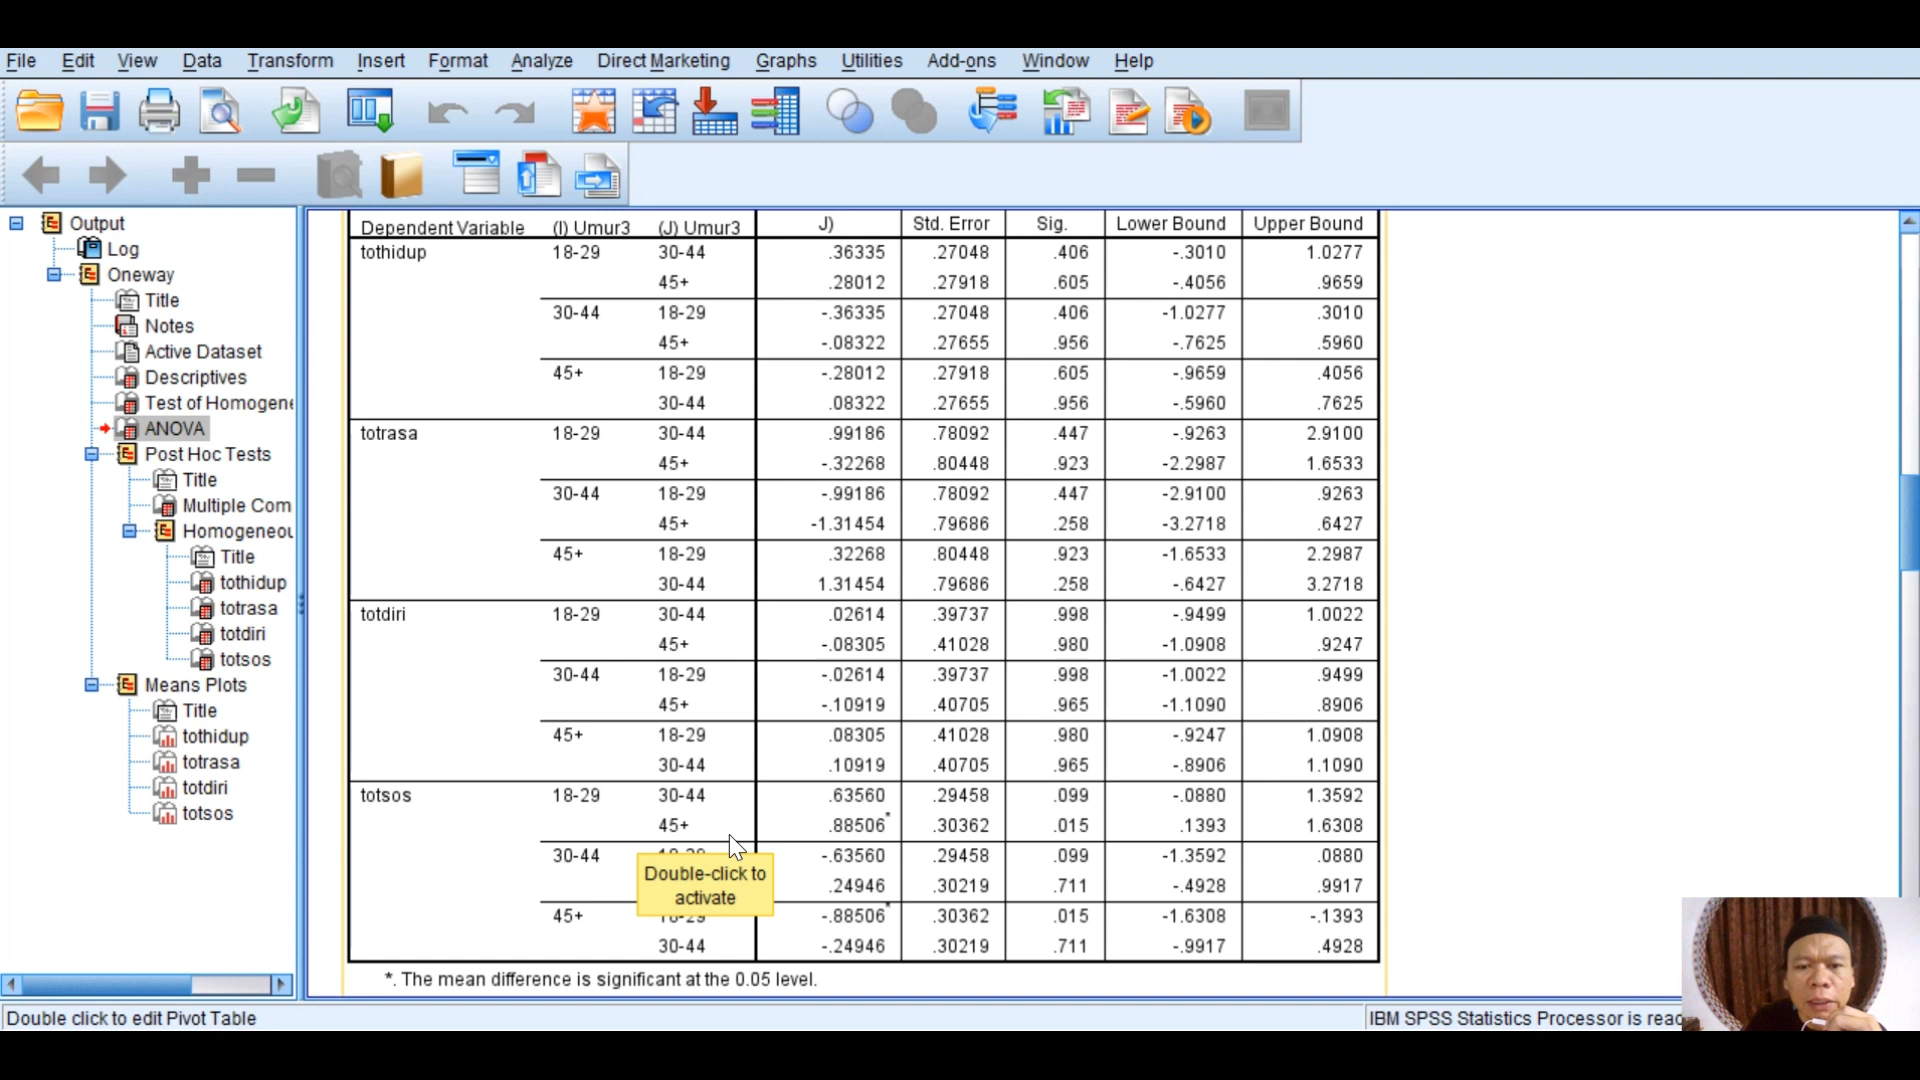 File Edit View Data Transform Insert Format Analyze Direct Marketing Graphs Utilities Add-ons Window Help
Output
Log
Oneway
Title
Notes
Active Dataset
Descriptives
Test of Homogene
ANOVA
Post Hoc Tests
Title
Multiple Com
Homogeneou
Title
tothidup
totrasa
totdiri
totsos
Means Plots
Title
tothidup
totrasa
totdiri
totsos
Dependent Variable (I) Umur3 (J) Umur3 J) Std. Error Sig. Lower Bound Upper Bound
tothidup 18-29 30-44 .36335 .27048 .406 -.3010 1.0277
45+ .28012 .27918 .605 -.4056 .9659
30-44 18-29 -.36335 .27048 .406 -1.0277 .3010
45+ -.08322 .27655 .956 -.7625 .5960
45+ 18-29 -.28012 .27918 .605 -.9659 .4056
30-44 .08322 .27655 .956 -.5960 .7625
totrasa 18-29 30-44 .99186 .78092 .447 -.9263 2.9100
45+ -.32268 .80448 .923 -2.2987 1.6533
30-44 18-29 -.99186 .78092 .447 -2.9100 .9263
45+ -1.31454 .79686 .258 -3.2718 .6427
45+ 18-29 .32268 .80448 .923 -1.6533 2.2987
30-44 1.31454 .79686 .258 -.6427 3.2718
totdiri 18-29 30-44 .02614 .39737 .998 -.9499 1.0022
45+ -.08305 .41028 .980 -1.0908 .9247
30-44 18-29 -.02614 .39737 .998 -1.0022 .9499
45+ -.10919 .40705 .965 -1.1090 .8906
45+ 18-29 .08305 .41028 .980 -.9247 1.0908
30-44 .10919 .40705 .965 -.8906 1.1090
totsos 18-29 30-44 .63560 .29458 .099 -.0880 1.3592
45+ .88506* .30362 .015 .1393 1.6308
30-44 -.63560 .29458 .099 -1.3592 .0880
.24946 .30219 .711 -.4928 .9917
45+ 18-29 -.88506* .30362 .015 -1.6308 -.1393
30-44 -.24946 .30219 .711 -.9917 .4928
Double-click to
activate
*. The mean difference is significant at the 0.05 level.
Double click to edit Pivot Table
IBM SPSS Statistics Processor is reac